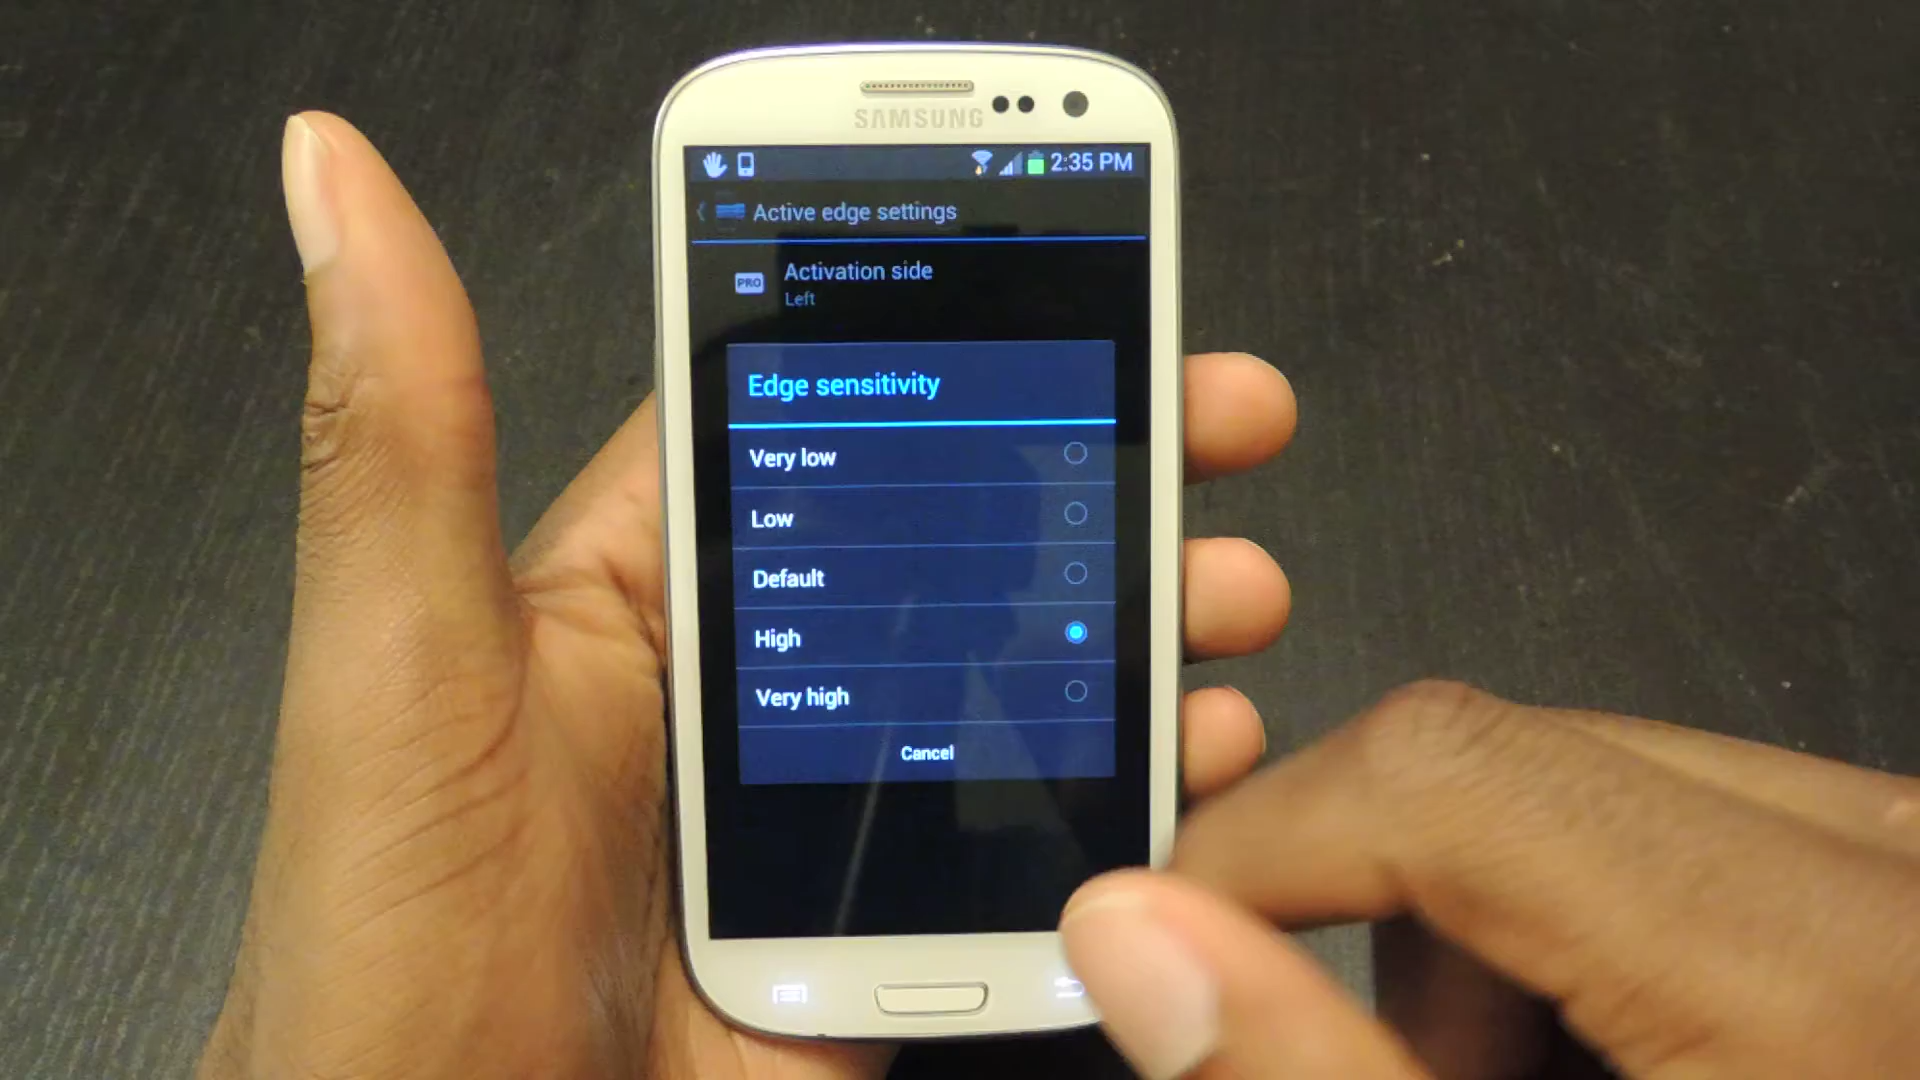 SAMSUNG
2:35 PM
Active edge settings
PRO
Activation side
Left
Edge sensitivity
Very low
Low
Default
High
Very high
Cancel